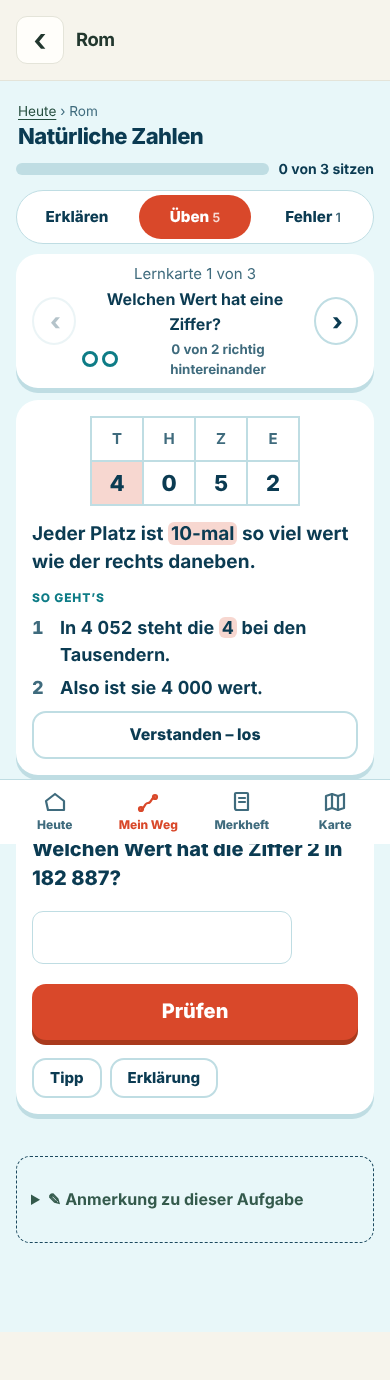 ‹ Rom
Heute › Rom
Natürliche Zahlen
0 von 3 sitzen
Erklären Üben 5 Fehler 1
Lernkarte 1 von 3
‹ Welchen Wert hat eine ›
Ziffer?
0 von 2 richtig
hintereinander
T H Z E
4 0 5 2
Jeder Platz ist 10-mal so viel wert
wie der rechts daneben.
SO GEHT'S
1 In 4 052 steht die 4 bei den
Tausendern.
2 Also ist sie 4 000 wert.
Verstanden – los
Heute Mein Weg Merkheft Karte
Welchen Wert hat die Ziffer 2 in
182 887?
Prüfen
Tipp Erklärung
▶ ✎ Anmerkung zu dieser Aufgabe